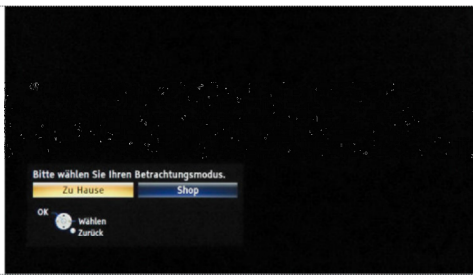 Bitte wählen Sie Ihren Betrachtungsmodus.
Zu Hause
Shop
OK
Wählen
Zurück